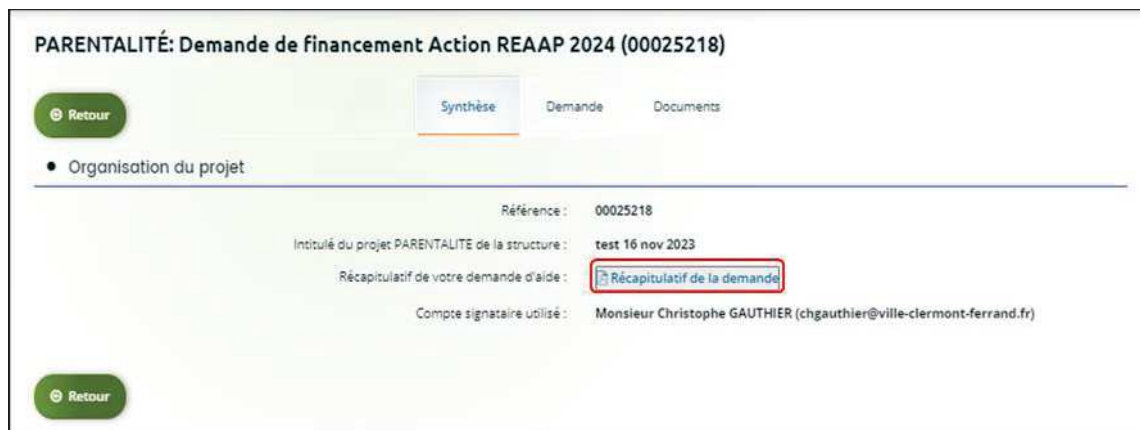 PARENTALITÉ: Demande de financement Action REAAP 2024 (00025218)
Retour
Synthèse Demande Documents
• Organisation du projet
Référence : 00025218
Intitulé du projet PARENTALITE de la structure : test 16 nov 2023
Récapitulatif de votre demande d'aide : Récapitulatif de la demande
Compte signataire utilisé : Monsieur Christophe GAUTHIER (chgauthier@ville-clermont-ferrand.fr)
Retour